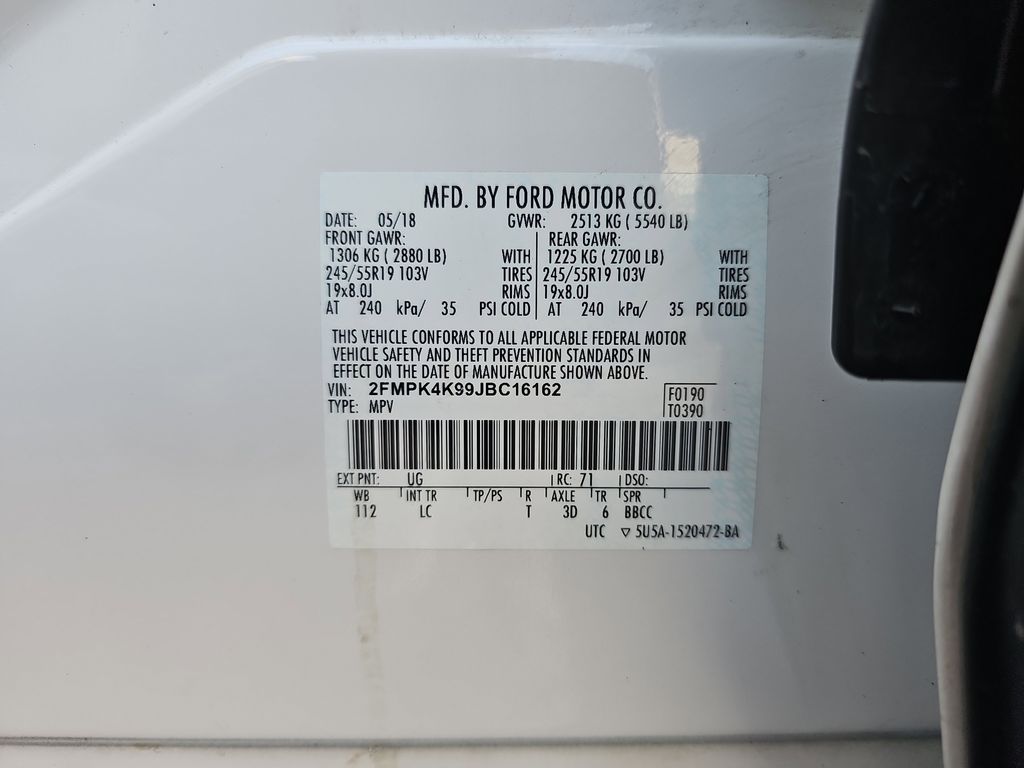 MFD. BY FORD MOTOR CO.
DATE: 05/18 GVWR: 2513 KG ( 5540 LB)
FRONT GAWR: REAR GAWR:
1306 KG ( 2880 LB) WITH 1225 KG ( 2700 LB) WITH
245/55R19 103V TIRES 245/55R19 103V TIRES
19x8.0J RIMS 19x8.0J RIMS
AT 240 kPa/ 35 PSI COLD AT 240 kPa/ 35 PSI COLD
THIS VEHICLE CONFORMS TO ALL APPLICABLE FEDERAL MOTOR
VEHICLE SAFETY AND THEFT PREVENTION STANDARDS IN
EFFECT ON THE DATE OF MANUFACTURE SHOWN ABOVE.
VIN: 2FMPK4K99JBC16162 F0190
TYPE: MPV T0390
EXT PNT: UG RC: 71 DSO:
WB INT TR TP/PS R AXLE TR SPR
112 LC T 3D 6 BBCC
UTC ▽ 5U5A-1520472-BA